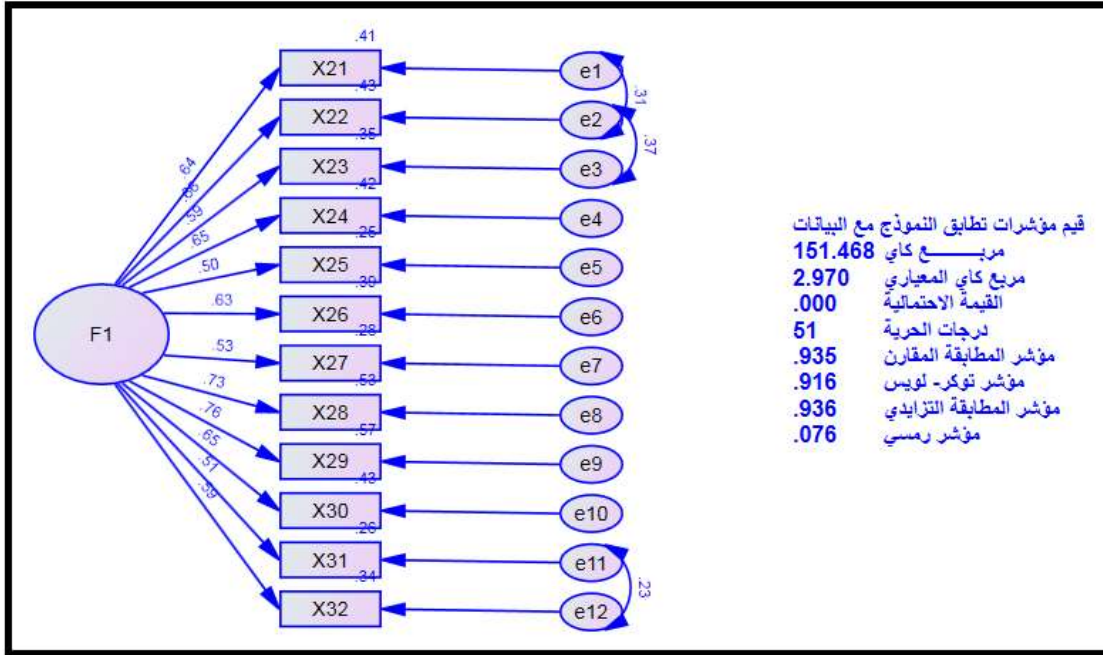 .41
X21
e1
.31
.43
X22
e2
.37
.35
X23
e3
.42
X24
e4
.25
X25
e5
.39
X26
e6
.28
X27
e7
.53
X28
e8
.57
X29
e9
.43
X30
e10
.26
X31
e11
.34
X32
e12
.23
F1
.64
.66
.59
.65
.50
.63
.53
.73
.76
.65
.51
.59
قيم مؤشرات تطابق النموذج مع البيانات
مربـــــــع كاي 151.468
مربع كاي المعياري 2.970
القيمة الاحتمالية .000
درجات الحرية 51
مؤشر المطابقة المقارن .935
مؤشر توكر- لويس .916
مؤشر المطابقة التزايدي .936
مؤشر رمسي .076